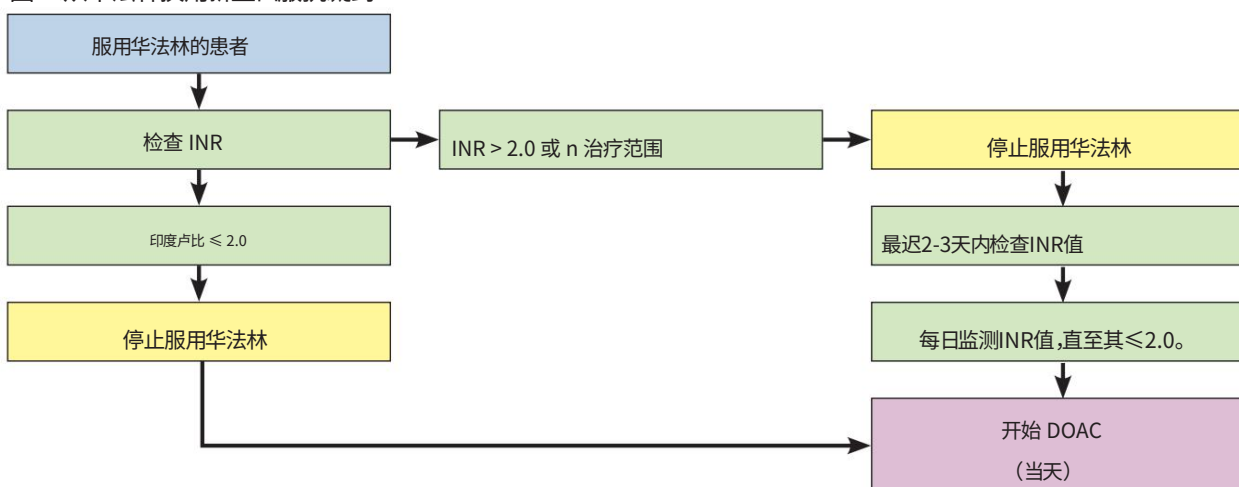 服用华法林的患者
检查 INR
INR > 2.0 或 n 治疗范围
停止服用华法林
印度卢比 ≤ 2.0
最迟2-3天内检查INR值
停止服用华法林
每日监测INR值,直至其≤2.0。
开始 DOAC
（当天）